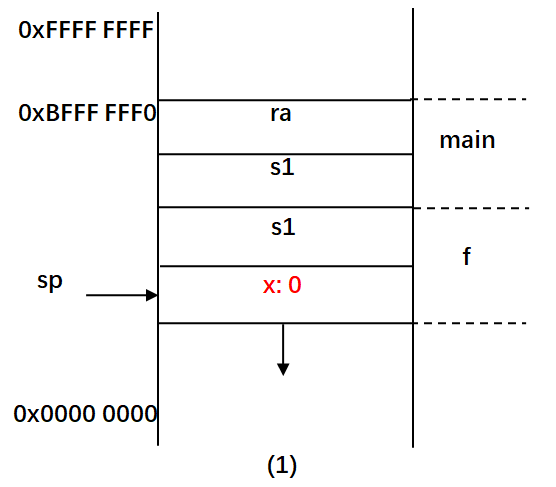 0xFFFF FFFF
0xBFFF FFF0
ra
main
s1
s1
f
sp
x: 0
0x0000 0000
(1)